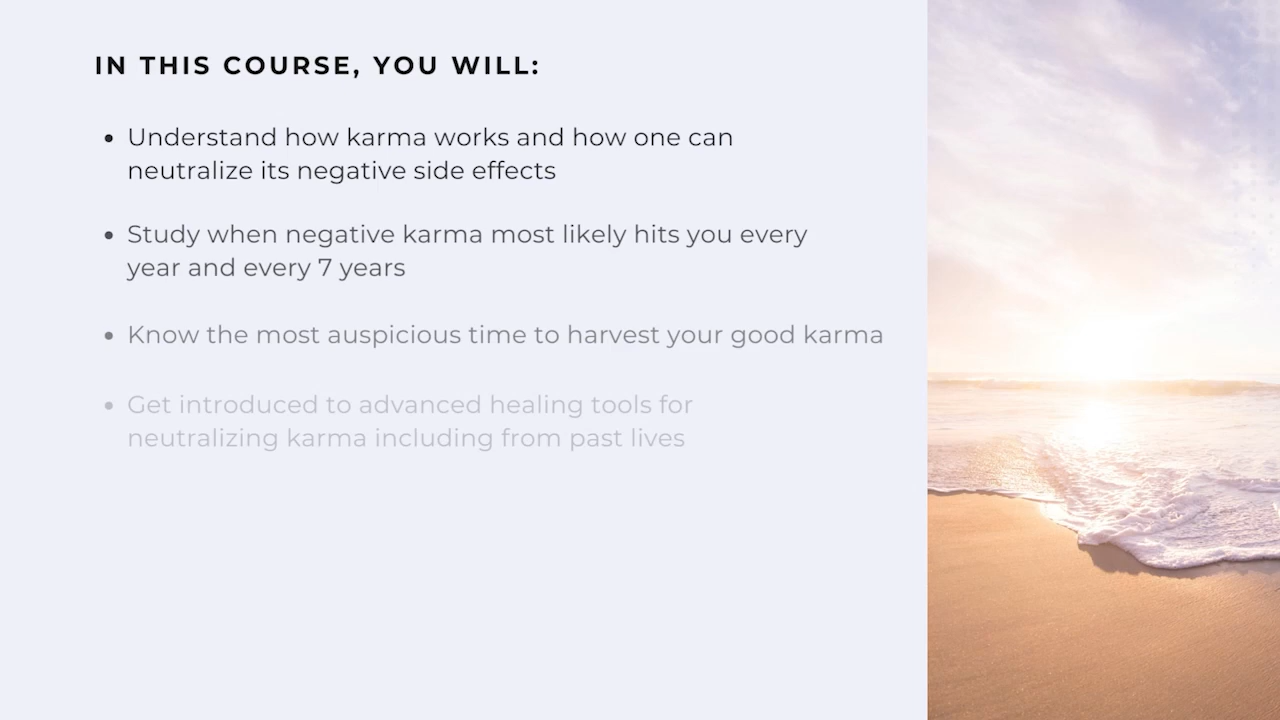 IN THIS COURSE, YOU WILL:
• Understand how karma works and how one can
neutralize its negative side effects
• Study when negative karma most likely hits you every
year and every 7 years
• Know the most auspicious time to harvest your good karma
• Get introduced to advanced healing tools for
neutralizing karma including from past lives